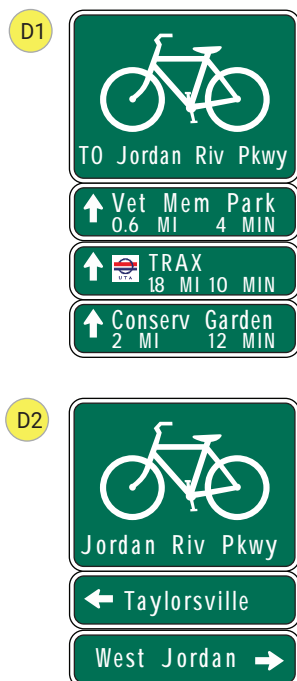 D1
TO Jordan Riv Pkwy
Vet Mem Park
0.6 MI 4 MIN
UTA TRAX
18 MI 10 MIN
Conserv Garden
2 MI 12 MIN
D2
Jordan Riv Pkwy
Taylorsville
West Jordan